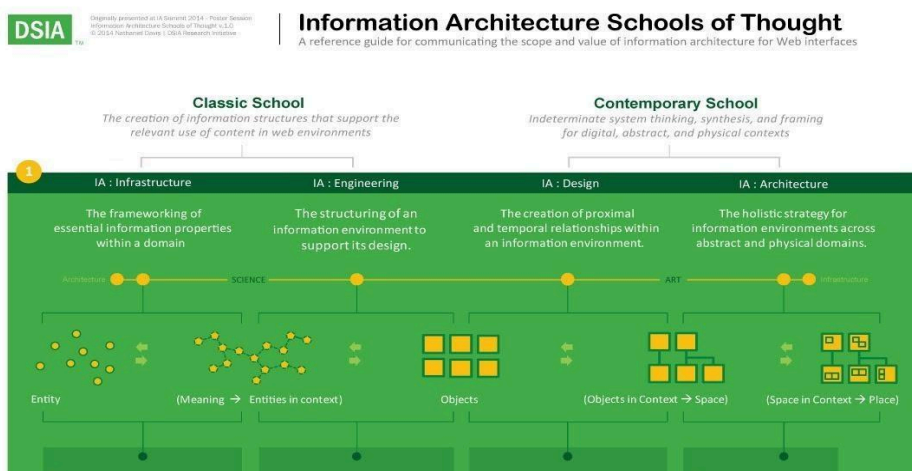 DSIA
TM
Originally presented at IA Summit 2014 - Poster Session
Information Architecture Schools of Thought v.1.0
© 2014 Nathaniel Davis | DSIA Research Initiative
Information Architecture Schools of Thought
A reference guide for communicating the scope and value of information architecture for Web interfaces
Classic School
The creation of information structures that support the
relevant use of content in web environments
Contemporary School
Indeterminate system thinking, synthesis, and framing
for digital, abstract, and physical contexts
1
IA : Infrastructure
IA : Engineering
IA : Design
IA : Architecture
The frameworking of
essential information properties
within a domain
The structuring of an
information environment to
support its design.
The creation of proximal
and temporal relationships within
an information environment.
The holistic strategy for
information environments across
abstract and physical domains.
Architecture
SCIENCE
ART
Infrastructure
Entity
(Meaning → Entities in context)
Objects
(Objects in Context → Space)
(Space in Context → Place)